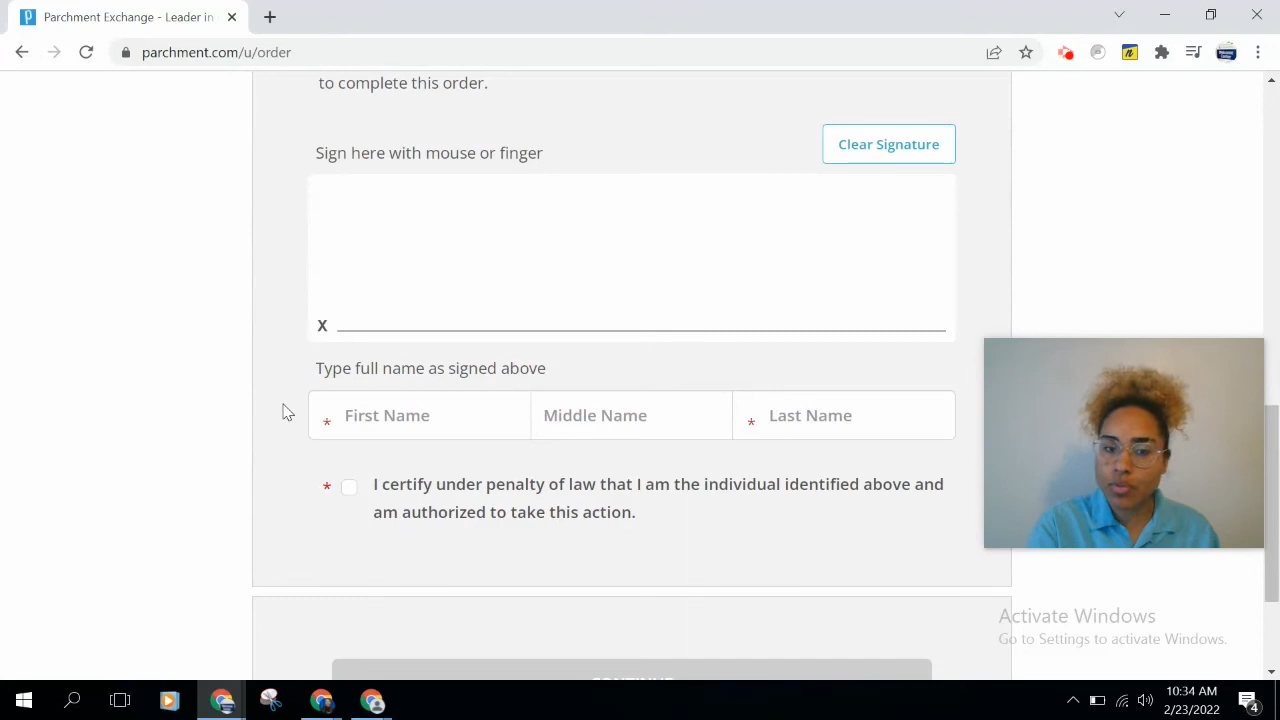 Parchment Exchange - Leader in
parchment.com/u/order
to complete this order.
Sign here with mouse or finger
Clear Signature
X
Type full name as signed above
* First Name
Middle Name
* Last Name
* I certify under penalty of law that I am the individual identified above and
am authorized to take this action.
Activate Windows
Go to Settings to activate Windows.
10:34 AM
2/23/2022
4